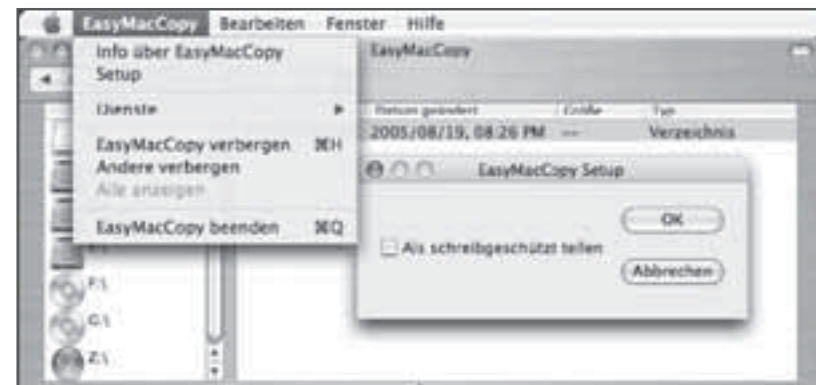 EasyMacCopy Bearbeiten Fenster Hilfe
Info über EasyMacCopy
Setup
Dienste
EasyMacCopy verbergen ⌘H
Andere verbergen
Alle anzeigen
EasyMacCopy beenden ⌘Q
EasyMacCopy
Datum geändert Größe Typ
2005/08/19, 08:26 PM --- Verzeichnis
EasyMacCopy Setup
Als schreibgeschützt teilen
OK
Abbrechen
F:\
G:\
Z:\